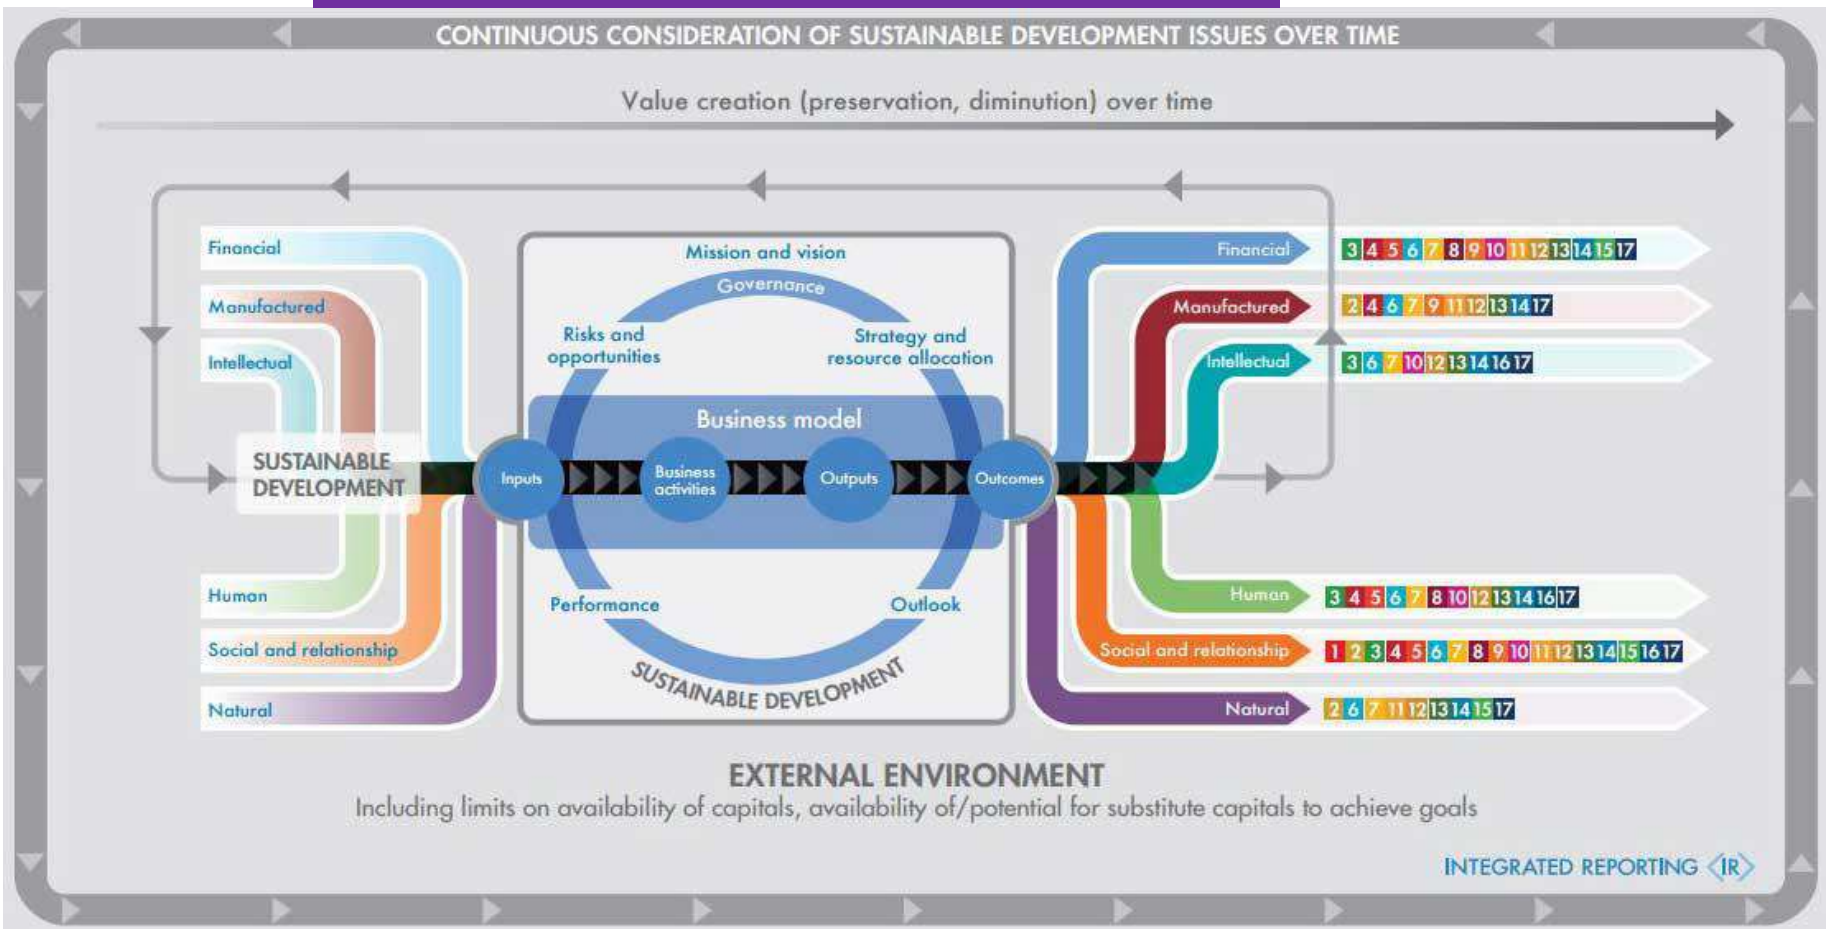 CONTINUOUS CONSIDERATION OF SUSTAINABLE DEVELOPMENT ISSUES OVER TIME
Value creation (preservation, diminution) over time
Financial
Manufactured
Intellectual
SUSTAINABLE
DEVELOPMENT
Human
Social and relationship
Natural
Mission and vision
Governance
Risks and
opportunities
Strategy and
resource allocation
Business model
Inputs
Business
activities
Outputs
Outcomes
Performance
Outlook
SUSTAINABLE DEVELOPMENT
Financial 3 4 5 6 7 8 9 10 11 12 13 14 15 17
Manufactured 2 4 6 7 9 11 12 13 14 17
Intellectual 3 6 7 10 12 13 14 16 17
Human 3 4 5 6 7 8 10 12 13 14 16 17
Social and relationship 1 2 3 4 5 6 7 8 9 10 11 12 13 14 15 16 17
Natural 2 6 7 11 12 13 14 15 17
EXTERNAL ENVIRONMENT
Including limits on availability of capitals, availability of/potential for substitute capitals to achieve goals
INTEGRATED REPORTING <IR>